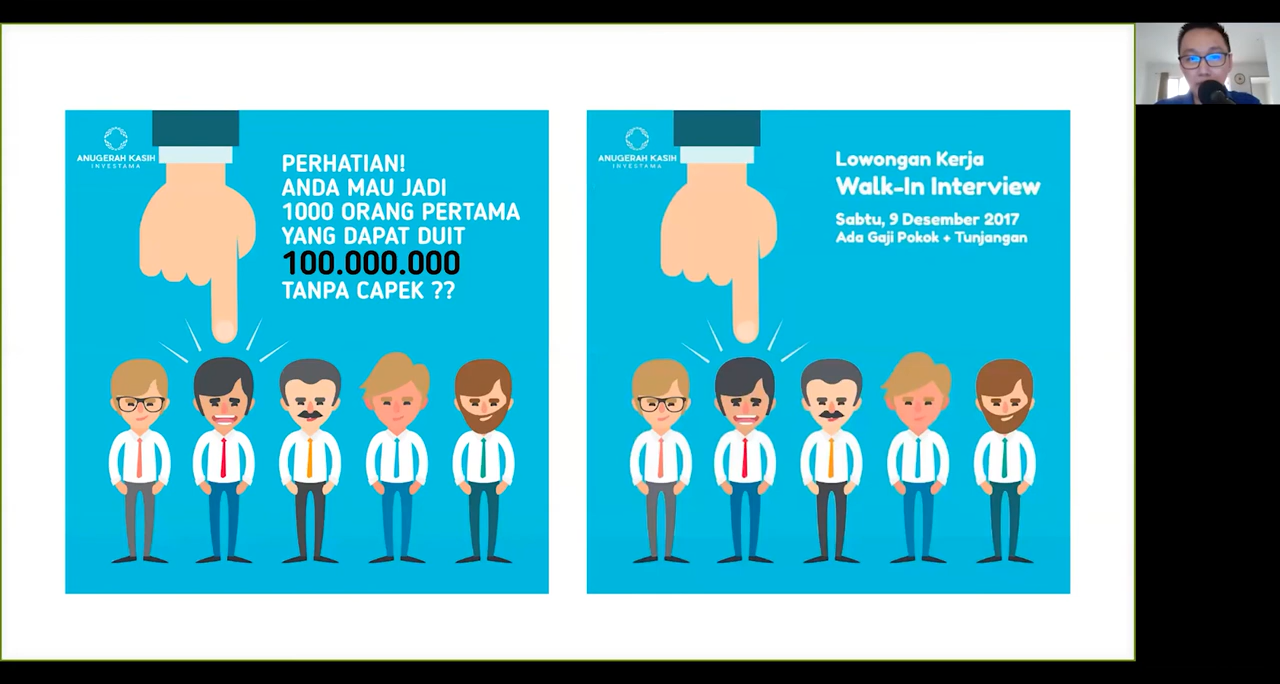 ANUGERAH KASIH
INVESTAMA
PERHATIAN!
ANDA MAU JADI
1000 ORANG PERTAMA
YANG DAPAT DUIT
100.000.000
TANPA CAPEK ??
ANUGERAH KASIH
INVESTAMA
Lowongan Kerja
Walk-In Interview
Sabtu, 9 Desember 2017
Ada Gaji Pokok + Tunjangan